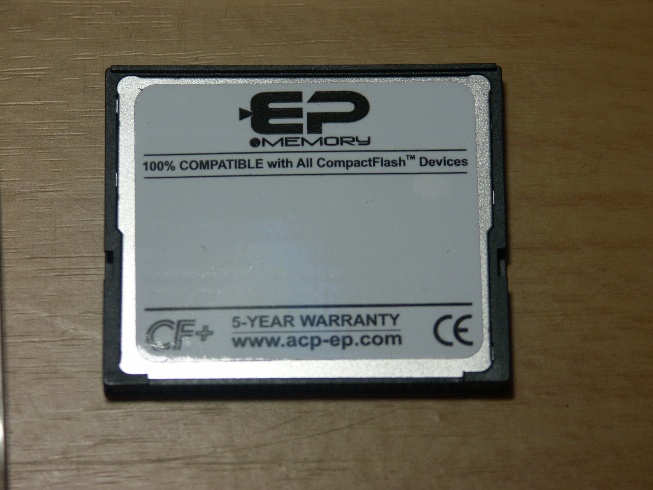 EP
MEMORY
100% COMPATIBLE with All CompactFlash™ Devices
CF+
5-YEAR WARRANTY
www.acp-ep.com
CE